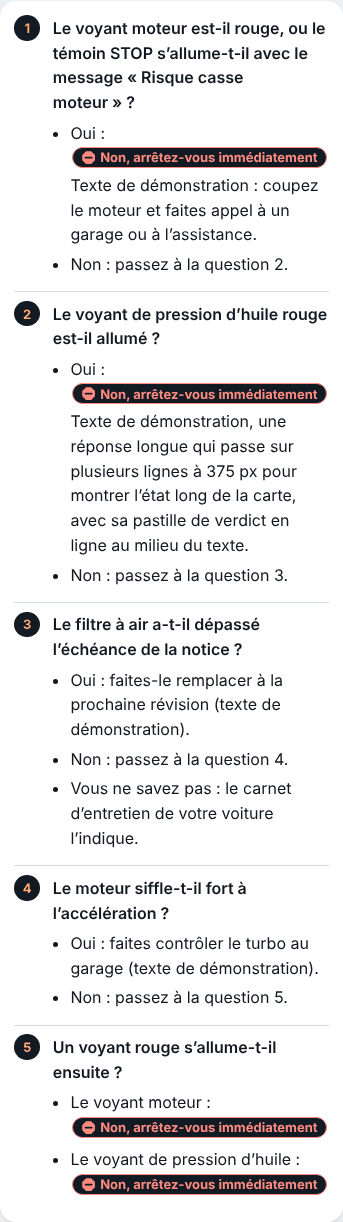 1 Le voyant moteur est-il rouge, ou le
témoin STOP s’allume-t-il avec le
message « Risque casse
moteur » ?
• Oui :
Non, arrêtez-vous immédiatement
Texte de démonstration : coupez
le moteur et faites appel à un
garage ou à l’assistance.
• Non : passez à la question 2.
2 Le voyant de pression d’huile rouge
est-il allumé ?
• Oui :
Non, arrêtez-vous immédiatement
Texte de démonstration, une
réponse longue qui passe sur
plusieurs lignes à 375 px pour
montrer l’état long de la carte,
avec sa pastille de verdict en
ligne au milieu du texte.
• Non : passez à la question 3.
3 Le filtre à air a-t-il dépassé
l’échéance de la notice ?
• Oui : faites-le remplacer à la
prochaine révision (texte de
démonstration).
• Non : passez à la question 4.
• Vous ne savez pas : le carnet
d’entretien de votre voiture
l’indique.
4 Le moteur siffle-t-il fort à
l’accélération ?
• Oui : faites contrôler le turbo au
garage (texte de démonstration).
• Non : passez à la question 5.
5 Un voyant rouge s’allume-t-il
ensuite ?
• Le voyant moteur :
Non, arrêtez-vous immédiatement
• Le voyant de pression d’huile :
Non, arrêtez-vous immédiatement